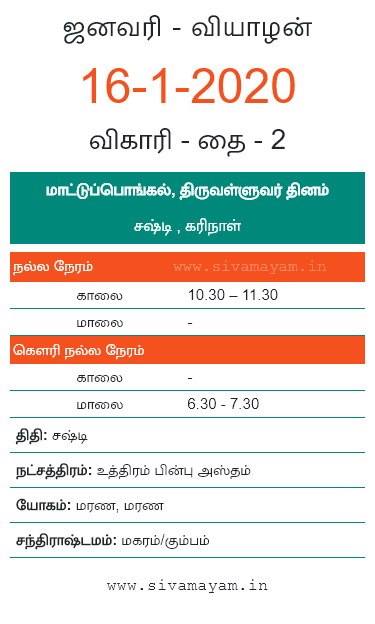 ஜனவரி - வியாழன்
16-1-2020
விகாரி - தை - 2
மாட்டுப்பொங்கல், திருவள்ளுவர் தினம்
சஷ்டி , கரிநாள்
நல்ல நேரம் www.sivamayam.in
காலை 10.30 – 11.30
மாலை -
கௌரி நல்ல நேரம்
காலை -
மாலை 6.30 - 7.30
திதி: சஷ்டி
நட்சத்திரம்: உத்திரம் பின்பு அஸ்தம்
யோகம்: மரண, மரண
சந்திராஷ்டமம்: மகரம்/கும்பம்
www.sivamayam.in